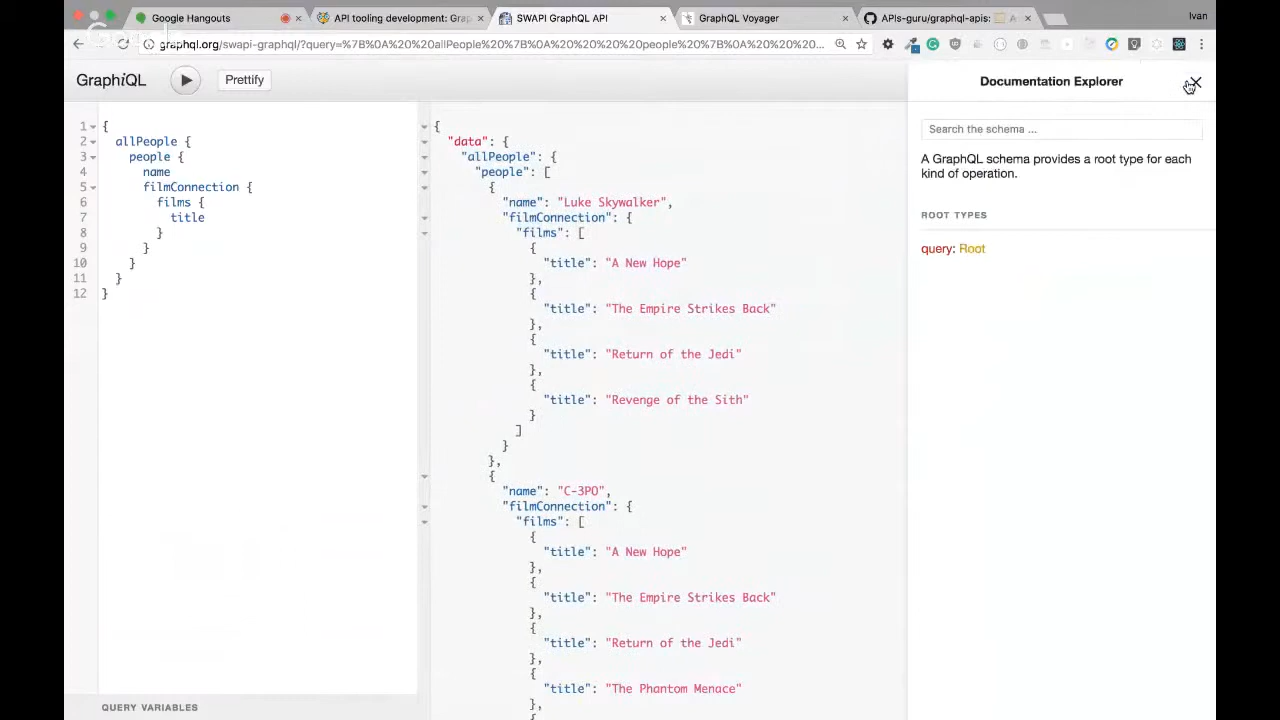 Google Hangouts
API tooling development: Grap
SWAPI GraphQL API
GraphQL Voyager
APIs-guru/graphql-apis:
Ivan
graphql.org/swapi-graphql/?query=%7B%0A%20%20allPeople%20%7B%0A%20%20%20%20people%20%7B%0A%20%20%20...
GraphiQL
Prettify
1 {
2 allPeople {
3 people {
4 name
5 filmConnection {
6 films {
7 title
8 }
9 }
10 }
11 }
12 }
QUERY VARIABLES
{
"data": {
"allPeople": {
"people": [
{
"name": "Luke Skywalker",
"filmConnection": {
"films": [
{
"title": "A New Hope"
},
{
"title": "The Empire Strikes Back"
},
{
"title": "Return of the Jedi"
},
{
"title": "Revenge of the Sith"
}
]
}
},
{
"name": "C-3PO",
"filmConnection": {
"films": [
{
"title": "A New Hope"
},
{
"title": "The Empire Strikes Back"
},
{
"title": "Return of the Jedi"
},
{
"title": "The Phantom Menace"
},
{
Documentation Explorer
Search the schema ...
A GraphQL schema provides a root type for each
kind of operation.
ROOT TYPES
query: Root